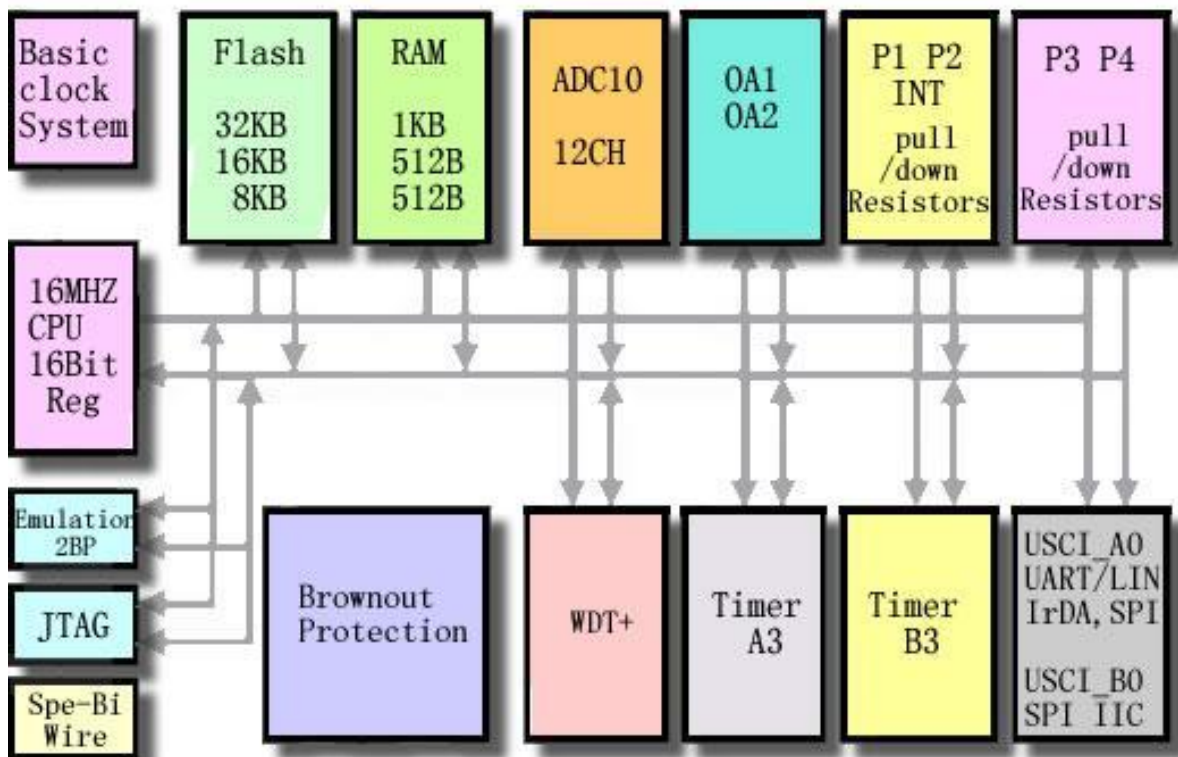 Basic
clock
System
Flash
32KB
16KB
8KB
RAM
1KB
512B
512B
ADC10
12CH
OA1
OA2
P1 P2
INT
pull
/down
Resistors
P3 P4
pull
/down
Resistors
16MHZ
CPU
16Bit
Reg
Emulation
2BP
JTAG
Spe-Bi
Wire
Brownout
Protection
WDT+
Timer
A3
Timer
B3
USCI_A0
UART/LIN
IrDA, SPI
USCI_B0
SPI IIC